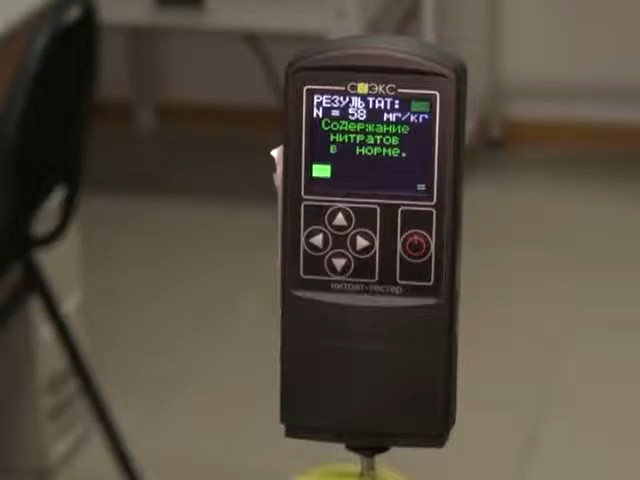 СОЭКС
РЕЗУЛЬТАТ:
N = 58 мг/кг
Содержание
нитратов
в норме.
нитрат-тестер